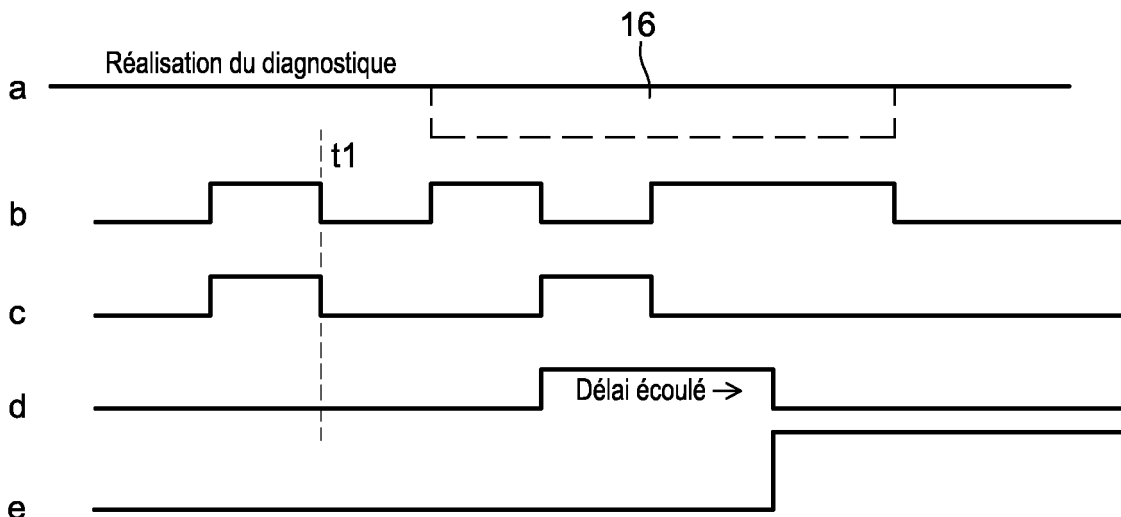 16
Réalisation du diagnostique
a
t1
b
c
d
Délai écoulé →
e